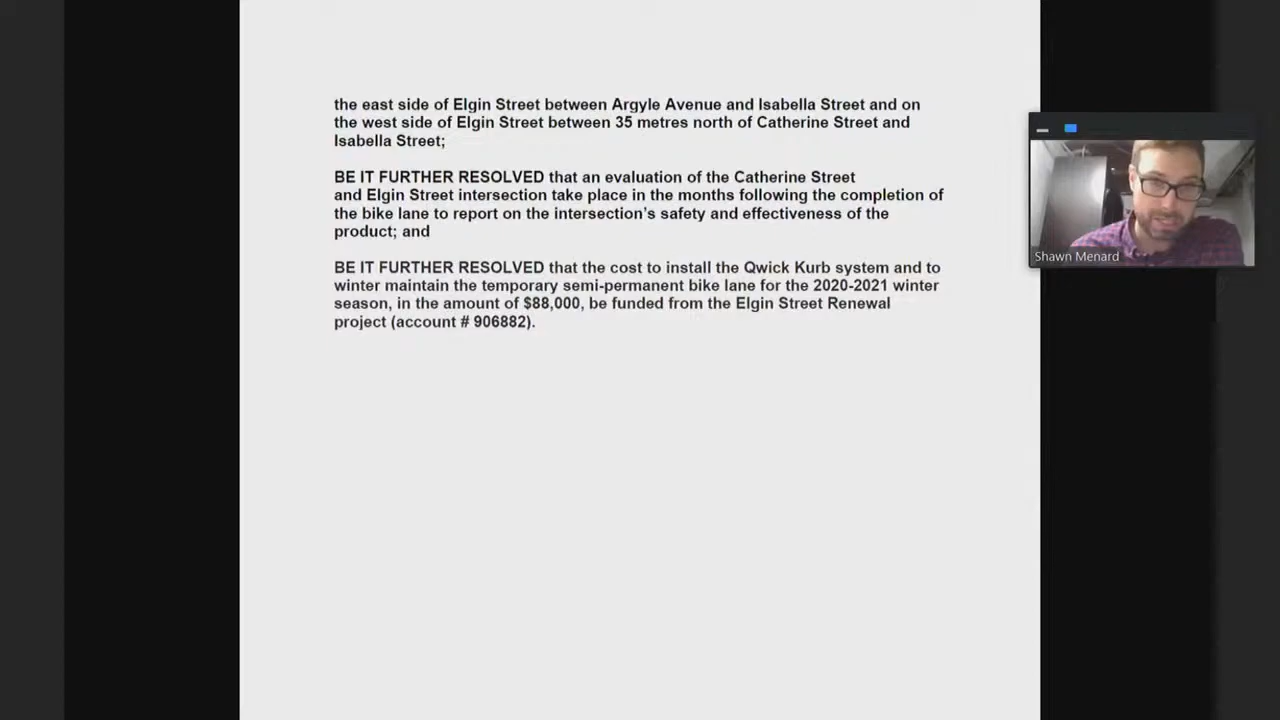 the east side of Elgin Street between Argyle Avenue and Isabella Street and on
the west side of Elgin Street between 35 metres north of Catherine Street and
Isabella Street;
BE IT FURTHER RESOLVED that an evaluation of the Catherine Street
and Elgin Street intersection take place in the months following the completion of
the bike lane to report on the intersection’s safety and effectiveness of the
product; and
BE IT FURTHER RESOLVED that the cost to install the Qwick Kurb system and to
winter maintain the temporary semi-permanent bike lane for the 2020-2021 winter
season, in the amount of $88,000, be funded from the Elgin Street Renewal
project (account # 906882).
Shawn Menard